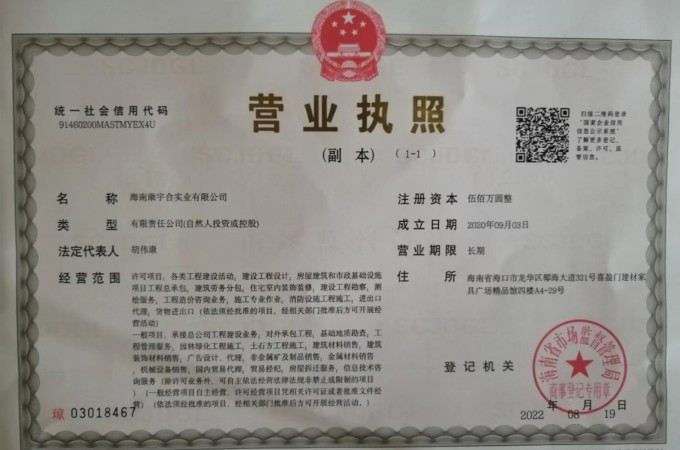 统一社会信用代码
91460200MA5TMYEX4U
营业执照
(副 本) (1-1)
扫描二维码登录
“国家企业信用
信息公示系统”
了解更多登记、
备案、许可、监
管信息。
名 称 海南康宇合实业有限公司
类 型 有限责任公司(自然人投资或控股)
法定代表人 胡伟康
经营范围 许可项目：各类工程建设活动；建设工程设计；房屋建筑和市政基础设施
项目工程总承包；建筑劳务分包；住宅室内装饰装修；建设工程勘察；测
绘服务；工程造价咨询业务；施工专业作业；消防设施工程施工；进出口
代理；货物进出口（依法须经批准的项目，经相关部门批准后方可开展经
营活动）
一般项目：承接总公司工程建设业务；对外承包工程；基础地质勘查；工
程管理服务；园林绿化工程施工；土石方工程施工；建筑材料销售；建筑
装饰材料销售；广告设计、代理；非金属矿及制品销售；金属材料销售
；机械设备销售；国内贸易代理；贸易经纪；房屋拆迁服务；信息技术咨
询服务（除许可业务外，可自主依法经营法律法规非禁止或限制的项目）
（一般经营项目自主经营，许可经营项目凭相关许可证或者批准文件经
营）（依法须经批准的项目，经相关部门批准后方可开展经营活动。）
注册资本 伍佰万圆整
成立日期 2020年09月03日
营业期限 长期
住 所 海南省海口市龙华区椰海大道321号喜盈门建材家
具广场精品馆四楼A4-29号
登记机关
海南省市场监督管理局
商事登记专用章
2022 年 08 月 19 日
琼 03018467